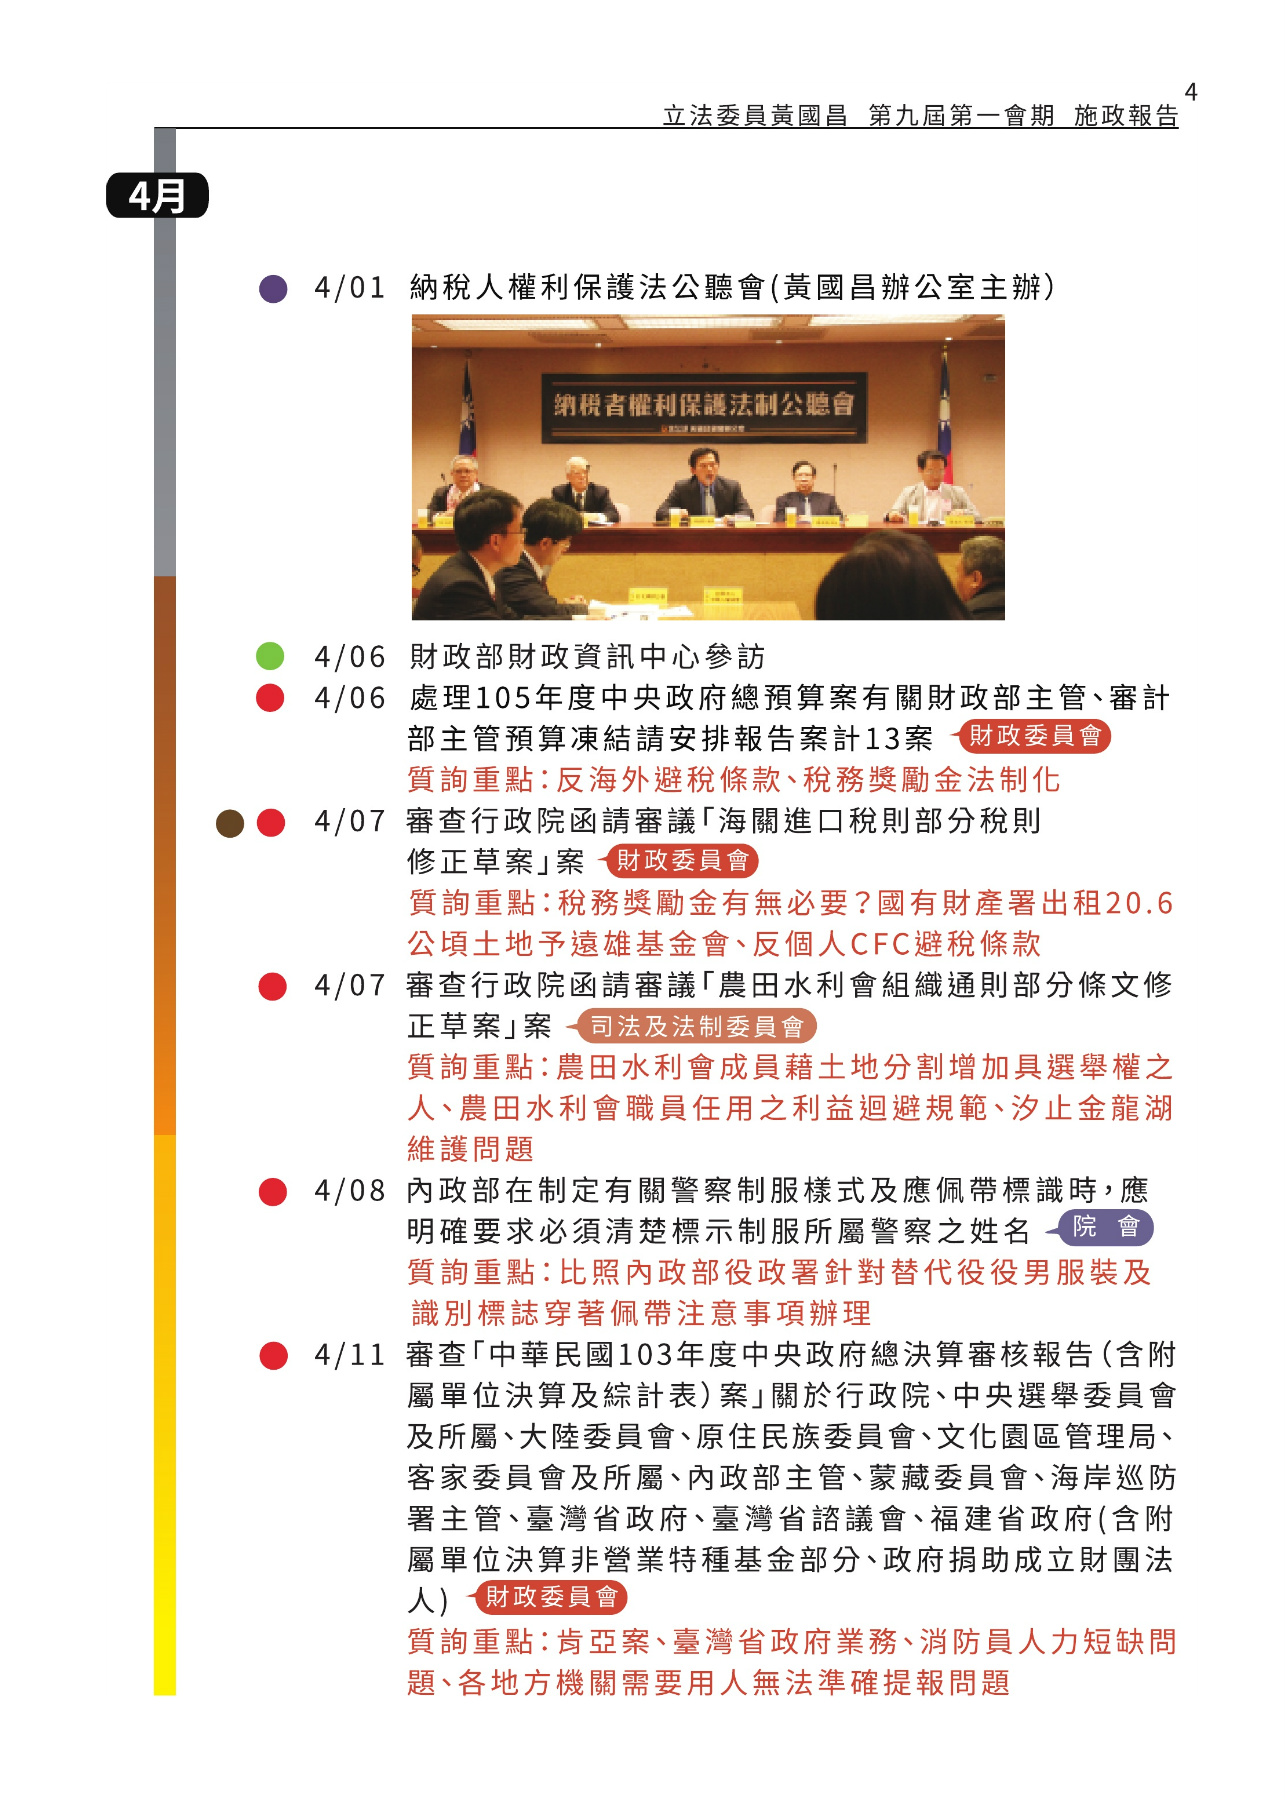 4
立法委員黃國昌 第九屆第一會期 施政報告
4月
4/01 納稅人權利保護法公聽會(黃國昌辦公室主辦)
納稅者權利保護法制公聽會
4/06 財政部財政資訊中心參訪
4/06 處理105年度中央政府總預算案有關財政部主管、審計
部主管預算凍結請安排報告案計13案 財政委員會
質詢重點：反海外避稅條款、稅務獎勵金法制化
4/07 審查行政院函請審議「海關進口稅則部分稅則
修正草案」案 財政委員會
質詢重點：稅務獎勵金有無必要？國有財產署出租20.6
公頃土地予遠雄基金會、反個人CFC避稅條款
4/07 審查行政院函請審議「農田水利會組織通則部分條文修
正草案」案 司法及法制委員會
質詢重點：農田水利會成員藉土地分割增加具選舉權之
人、農田水利會職員任用之利益迴避規範、汐止金龍湖
維護問題
4/08 內政部在制定有關警察制服樣式及應佩帶標識時，應
明確要求必須清楚標示制服所屬警察之姓名 院 會
質詢重點：比照內政部役政署針對替代役役男服裝及
識別標誌穿著佩帶注意事項辦理
4/11 審查「中華民國103年度中央政府總決算審核報告（含附
屬單位決算及綜計表）案」關於行政院、中央選舉委員會
及所屬、大陸委員會、原住民族委員會、文化園區管理局、
客家委員會及所屬、內政部主管、蒙藏委員會、海岸巡防
署主管、臺灣省政府、臺灣省諮議會、福建省政府(含附
屬單位決算非營業特種基金部分、政府捐助成立財團法
人) 財政委員會
質詢重點：肯亞案、臺灣省政府業務、消防員人力短缺問
題、各地方機關需要用人無法準確提報問題